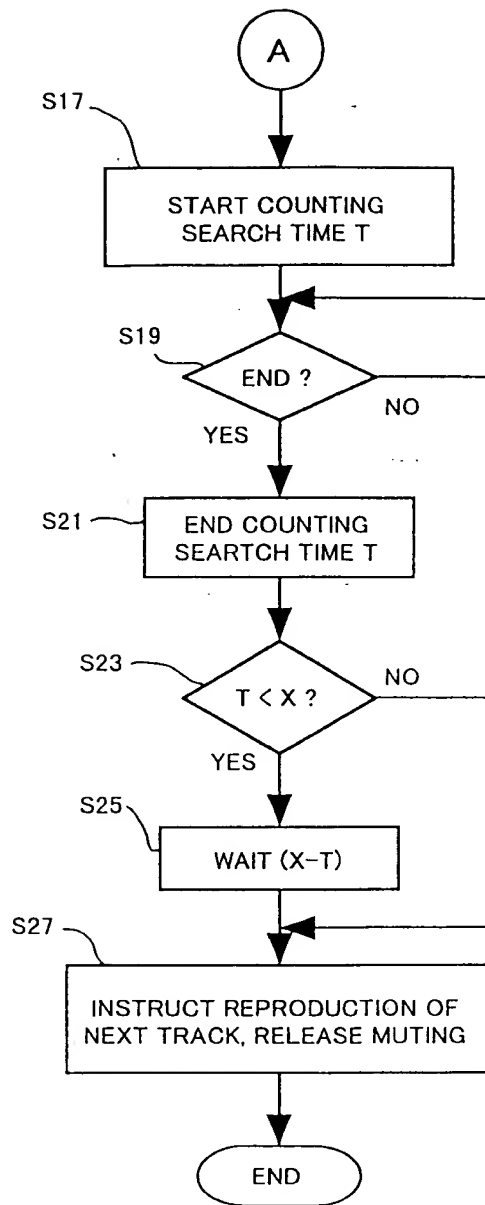 A
S17
START COUNTING
SEARCH TIME T
S19
END ?
NO
YES
S21
END COUNTING
SEARTCH TIME T
S23
T < X ?
NO
YES
S25
WAIT (X-T)
S27
INSTRUCT REPRODUCTION OF
NEXT TRACK, RELEASE MUTING
END